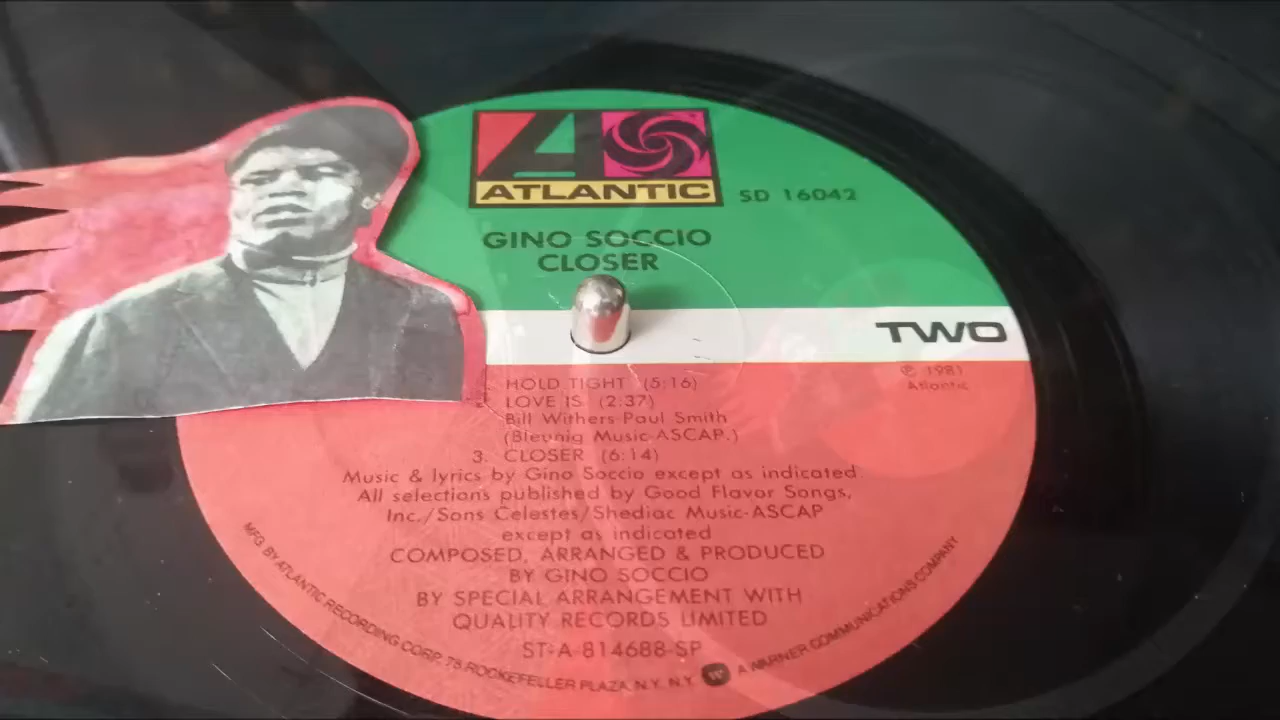 ATLANTIC
SD 16042
GINO SOCCIO
CLOSER
TWO
℗ 1981
Atlantic
HOLD TIGHT (5:16)
LOVE IS (2:37)
Bill Withers-Paul Smith
(Bleunig Music-ASCAP.)
3. CLOSER (6:14)
Music & lyrics by Gino Soccio except as indicated.
All selections published by Good Flavor Songs,
Inc./Sons Celestes/Shediac Music-ASCAP
except as indicated
COMPOSED, ARRANGED & PRODUCED
BY GINO SOCCIO
BY SPECIAL ARRANGEMENT WITH
QUALITY RECORDS LIMITED
ST-A-814688-SP
MFG. BY ATLANTIC RECORDING CORP. 75 ROCKEFELLER PLAZA, N.Y. N.Y. W A WARNER COMMUNICATIONS COMPANY